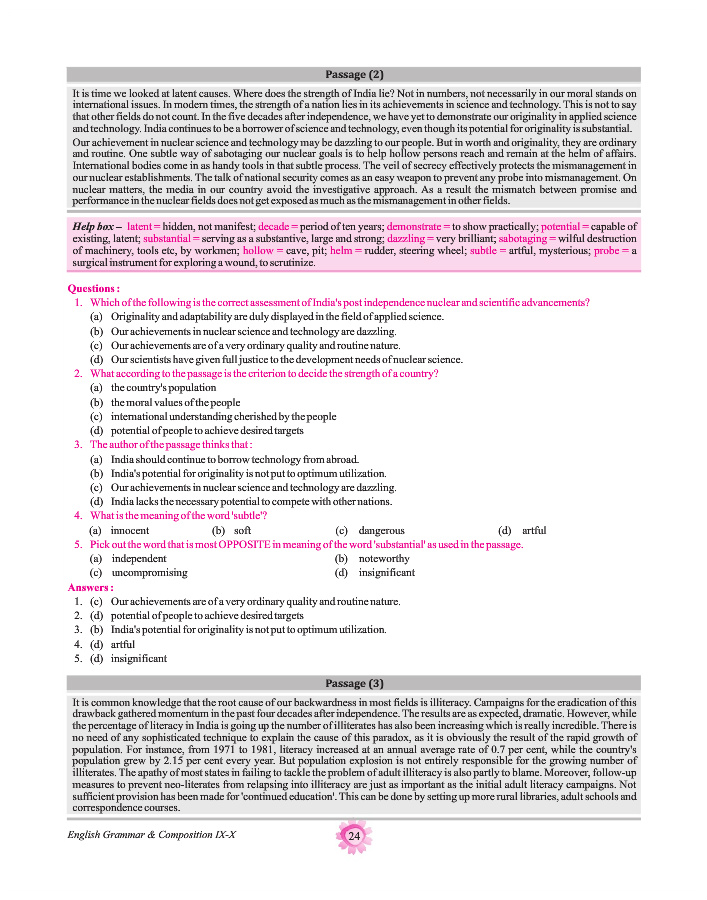 Passage (2)
It is time we looked at latent causes. Where does the strength of India lie? Not in numbers, not necessarily in our moral stands on
international issues. In modern times, the strength of a nation lies in its achievements in science and technology. This is not to say
that other fields do not count. In the five decades after independence, we have yet to demonstrate our originality in applied science
and technology. India continues to be a borrower of science and technology, even though its potential for originality is substantial.
Our achievement in nuclear science and technology may be dazzling to our people. But in worth and originality, they are ordinary
and routine. One subtle way of sabotaging our nuclear goals is to help hollow persons reach and remain at the helm of affairs.
International bodies come in as handy tools in that subtle process. The veil of secrecy effectively protects the mismanagement in
our nuclear establishments. The talk of national security comes as an easy weapon to prevent any probe into mismanagement. On
nuclear matters, the media in our country avoid the investigative approach. As a result the mismatch between promise and
performance in the nuclear fields does not get exposed as much as the mismanagement in other fields.
Help box – latent = hidden, not manifest; decade = period of ten years; demonstrate = to show practically; potential = capable of
existing, latent; substantial = serving as a substantive, large and strong; dazzling = very brilliant; sabotaging = wilful destruction
of machinery, tools etc, by workmen; hollow = cave, pit; helm = rudder, steering wheel; subtle = artful, mysterious; probe = a
surgical instrument for exploring a wound, to scrutinize.
Questions :
1. Which of the following is the correct assessment of India's post independence nuclear and scientific advancements?
(a) Originality and adaptability are duly displayed in the field of applied science.
(b) Our achievements in nuclear science and technology are dazzling.
(c) Our achievements are of a very ordinary quality and routine nature.
(d) Our scientists have given full justice to the development needs of nuclear science.
2. What according to the passage is the criterion to decide the strength of a country?
(a) the country's population
(b) the moral values of the people
(c) international understanding cherished by the people
(d) potential of people to achieve desired targets
3. The author of the passage thinks that :
(a) India should continue to borrow technology from abroad.
(b) India's potential for originality is not put to optimum utilization.
(c) Our achievements in nuclear science and technology are dazzling.
(d) India lacks the necessary potential to compete with other nations.
4. What is the meaning of the word 'subtle'?
(a) innocent (b) soft (c) dangerous (d) artful
5. Pick out the word that is most OPPOSITE in meaning of the word 'substantial' as used in the passage.
(a) independent (b) noteworthy
(c) uncompromising (d) insignificant
Answers :
1. (c) Our achievements are of a very ordinary quality and routine nature.
2. (d) potential of people to achieve desired targets
3. (b) India's potential for originality is not put to optimum utilization.
4. (d) artful
5. (d) insignificant
Passage (3)
It is common knowledge that the root cause of our backwardness in most fields is illiteracy. Campaigns for the eradication of this
drawback gathered momentum in the past four decades after independence. The results are as expected, dramatic. However, while
the percentage of literacy in India is going up the number of illiterates has also been increasing which is really incredible. There is
no need of any sophisticated technique to explain the cause of this paradox, as it is obviously the result of the rapid growth of
population. For instance, from 1971 to 1981, literacy increased at an annual average rate of 0.7 per cent, while the country's
population grew by 2.15 per cent every year. But population explosion is not entirely responsible for the growing number of
illiterates. The apathy of most states in failing to tackle the problem of adult illiteracy is also partly to blame. Moreover, follow-up
measures to prevent neo-literates from relapsing into illiteracy are just as important as the initial adult literacy campaigns. Not
sufficient provision has been made for 'continued education'. This can be done by setting up more rural libraries, adult schools and
correspondence courses.
English Grammar & Composition IX-X
24